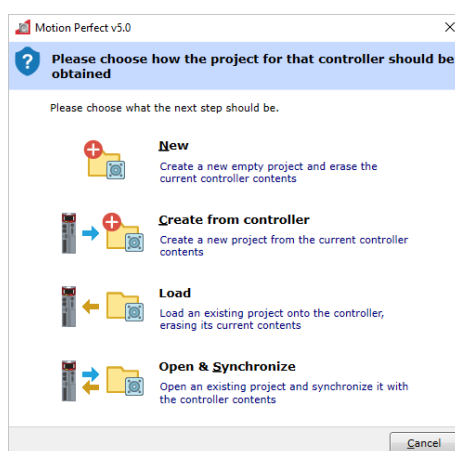 Motion Perfect v5.0
Please choose how the project for that controller should be
obtained
Please choose what the next step should be.
New
Create a new empty project and erase the
current controller contents
Create from controller
Create a new project from the current controller
contents
Load
Load an existing project onto the controller,
erasing its current contents
Open & Synchronize
Open an existing project and synchronize it with
the controller contents
Cancel